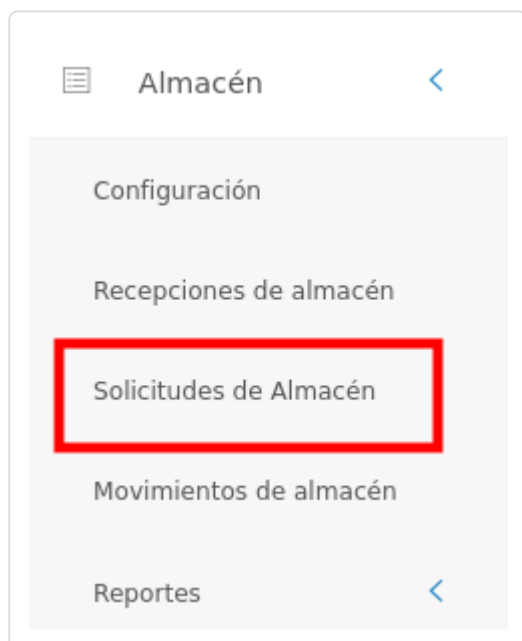 Almacén
Configuración
Recepciones de almacén
Solicitudes de Almacén
Movimientos de almacén
Reportes